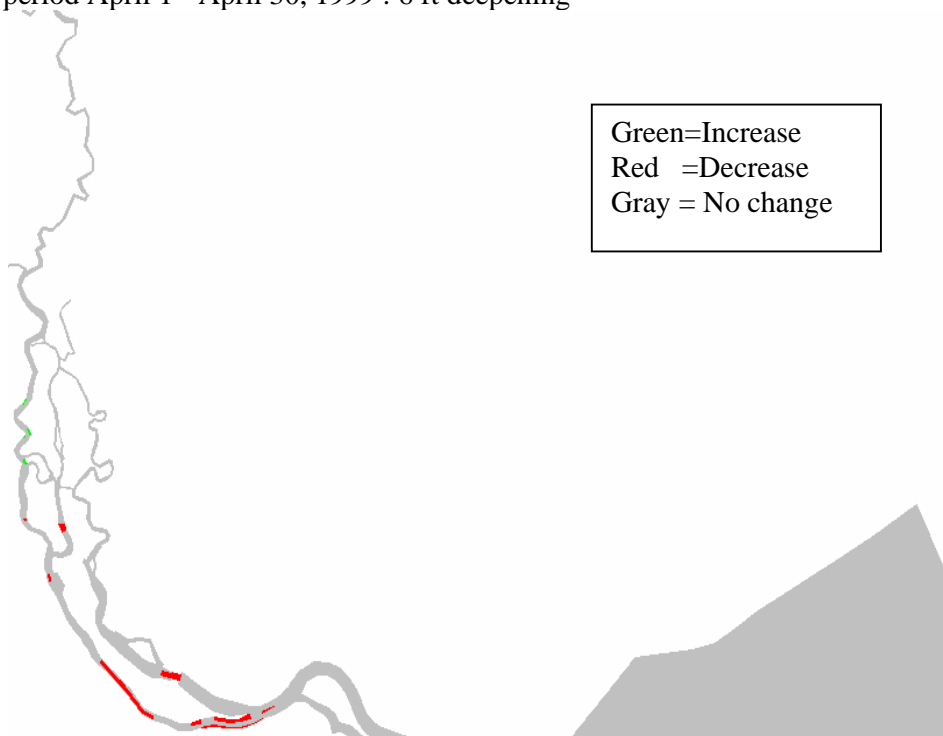 period April 1 - April 30, 1999 : 6 ft deepening
Green=Increase
Red =Decrease
Gray = No change